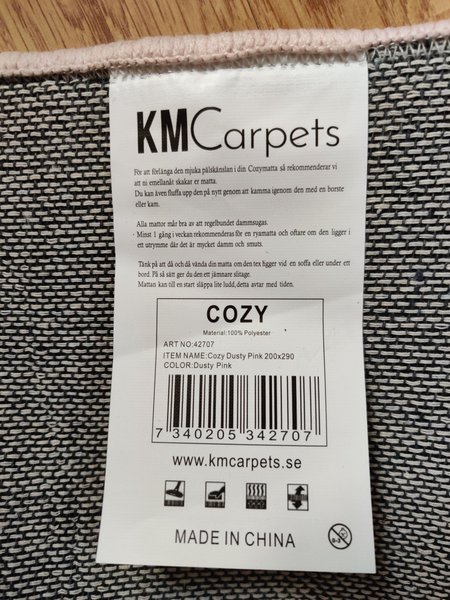 KMCarpets
För att förlänga den mjuka pälskänslan i din Cozymatta så rekommenderar vi
att ni emellanåt skakar er matta.
Du kan även fluffa upp den på nytt genom att kamma igenom den med en borste
eller kam.
Alla mattor mår bra av att regelbundet dammsugas.
· Minst 1 gång i veckan rekommenderas för en ryamatta och oftare om den ligger i
ett utrymme där det är mycket damm och smuts.
Tänk på att då och då vända din matta om den tex ligger vid en soffa eller under ett
bord. På så sätt ger du den ett jämnare slitage.
Mattan kan till en start släppa lite ludd,detta avtar med tiden.
COZY
Material:100% Polyester
ART NO:42707
ITEM NAME:Cozy Dusty Pink 200x290
COLOR:Dusty Pink
7 340205 342707
www.kmcarpets.se
MADE IN CHINA
0-3